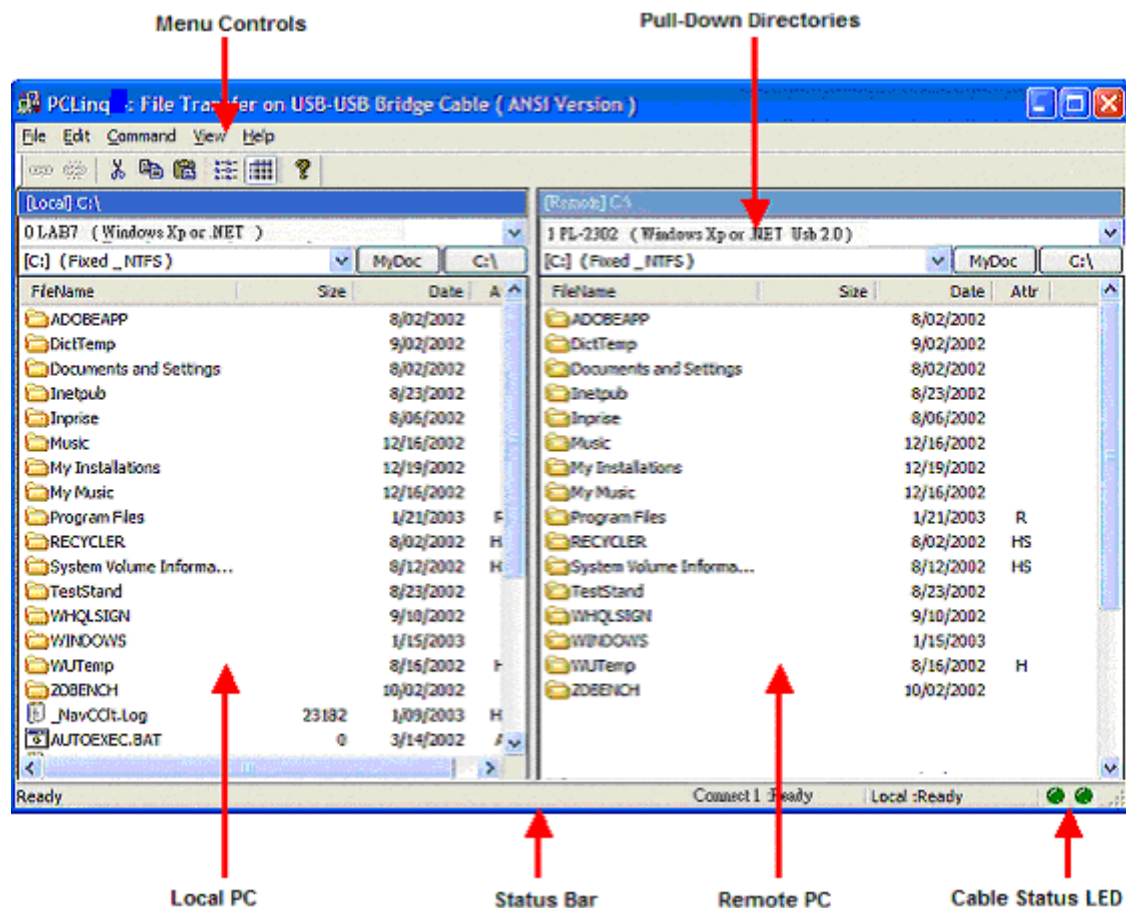 Menu Controls
Pull-Down Directories
PCLinq : File Transfer on USB-USB Bridge Cable ( ANSI Version )
File Edit Command View Help
[Local] C:\
[Remote] C:\
0 LAB7 ( Windows Xp or .NET )
1 PL-2302 ( Windows Xp or .NET Usb 2.0 )
[C:] (Fixed _NTFS) MyDoc C:\
[C:] (Fixed _NTFS) MyDoc C:\
FileName Size Date A
ADOBEAPP 8/02/2002
DictTemp 9/02/2002
Documents and Settings 8/02/2002
Inetpub 8/23/2002
Inprise 8/06/2002
Music 12/16/2002
My Installations 12/19/2002
My Music 12/16/2002
Program Files 1/21/2003
RECYCLER 8/02/2002 H
System Volume Informa... 8/12/2002 H
TestStand 8/23/2002
WHQLSIGN 9/10/2002
WINDOWS 1/15/2003
WUTemp 8/16/2002
ZDBENCH 10/02/2002
_NavCClt.Log 23182 1/09/2003 H
AUTOEXEC.BAT 0 3/14/2002
FileName Size Date Attr
ADOBEAPP 8/02/2002
DictTemp 9/02/2002
Documents and Settings 8/02/2002
Inetpub 8/23/2002
Inprise 8/06/2002
Music 12/16/2002
My Installations 12/19/2002
My Music 12/16/2002
Program Files 1/21/2003 R
RECYCLER 8/02/2002 HS
System Volume Informa... 8/12/2002 HS
TestStand 8/23/2002
WHQLSIGN 9/10/2002
WINDOWS 1/15/2003
WUTemp 8/16/2002 H
ZDBENCH 10/02/2002
Ready Connect 1 :Ready Local :Ready
Local PC
Status Bar
Remote PC
Cable Status LED